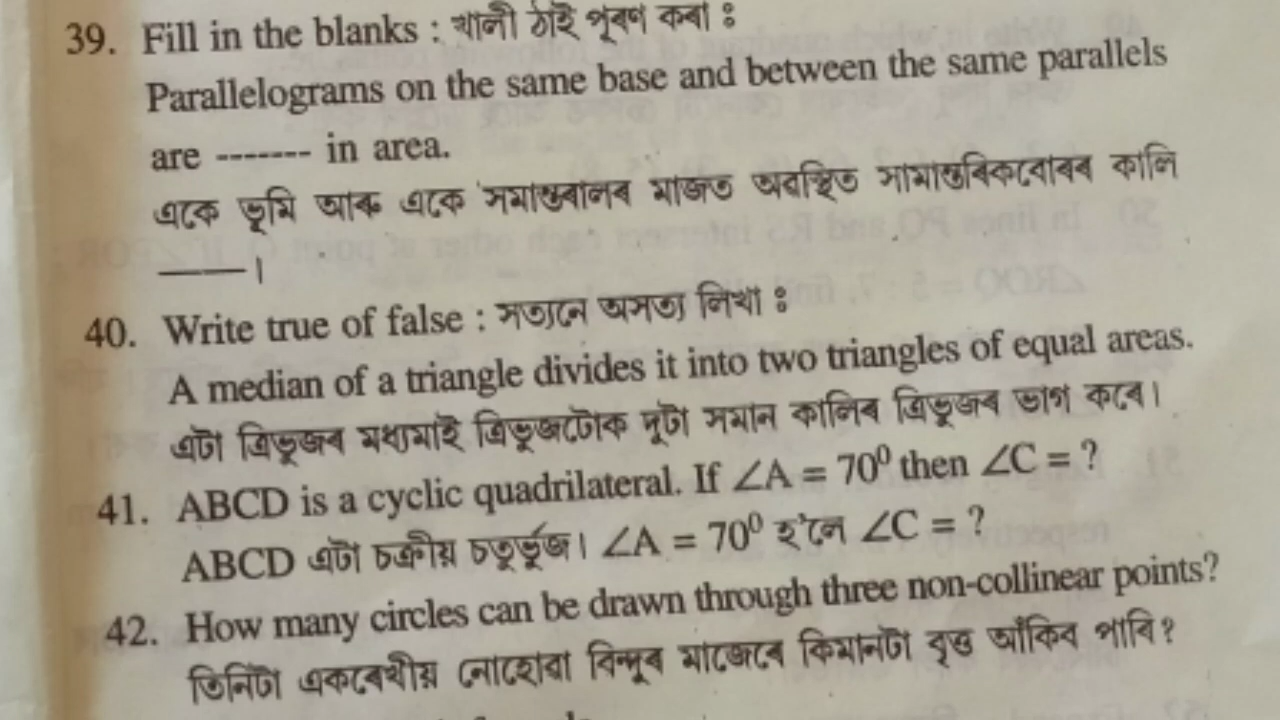 39. Fill in the blanks : খালী ঠাই পূৰণ কৰা ঃ
Parallelograms on the same base and between the same parallels
are ------- in area.
একে ভূমি আৰু একে সমান্তৰালৰ মাজত অৱস্থিত সামান্তৰিকবোৰৰ কালি
——।
40. Write true of false : সত্যনে অসত্য লিখা ঃ
A median of a triangle divides it into two triangles of equal areas.
এটা ত্ৰিভূজৰ মধ্যমাই ত্ৰিভূজটোক দূটা সমান কালিৰ ত্ৰিভূজৰ ভাগ কৰে।
41. ABCD is a cyclic quadrilateral. If ∠A = 70⁰ then ∠C = ?
ABCD এটা চক্ৰীয় চতুৰ্ভূজ। ∠A = 70⁰ হ'লে ∠C = ?
42. How many circles can be drawn through three non-collinear points?
তিনিটা একৰেখীয় নোহোৱা বিন্দুৰ মাজেৰে কিমানটা বৃত্ত আঁকিব পাৰি?